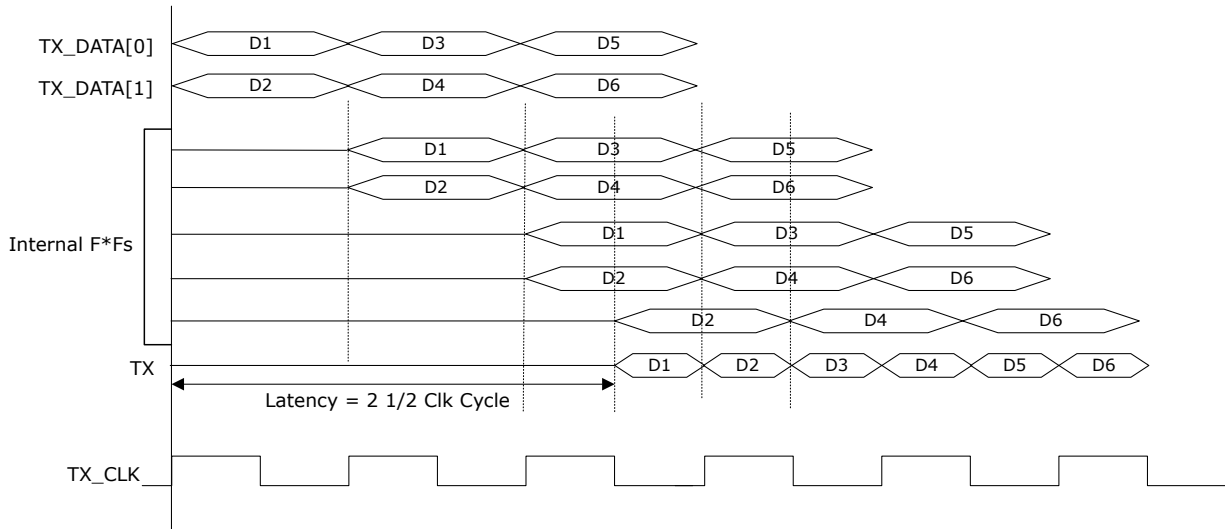 TX_DATA[0] D1 D3 D5
TX_DATA[1] D2 D4 D6
D1 D3 D5
D2 D4 D6
Internal F*Fs
D1 D3 D5
D2 D4 D6
D2 D4 D6
TX D1 D2 D3 D4 D5 D6
Latency = 2 1/2 Clk Cycle
TX_CLK